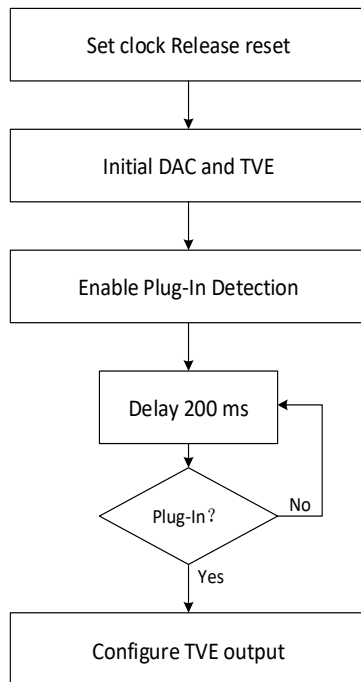 Set clock Release reset
Initial DAC and TVE
Enable Plug-In Detection
Delay 200 ms
Plug-In?
No
Yes
Configure TVE output